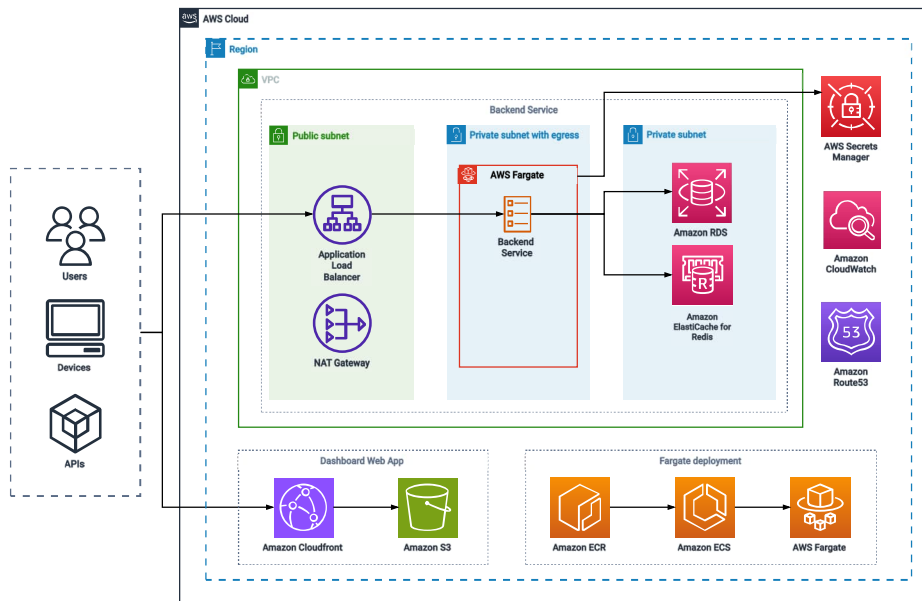 aws
AWS Cloud
Region
VPC
Backend Service
Public subnet
Private subnet with egress
Private subnet
AWS Fargate
Application
Load
Balancer
NAT Gateway
Backend
Service
Amazon RDS
R
Amazon
ElastiCache for
Redis
AWS Secrets
Manager
Amazon
CloudWatch
53
Amazon
Route53
Users
Devices
APIs
Dashboard Web App
Amazon Cloudfront
Amazon S3
Fargate deployment
Amazon ECR
Amazon ECS
AWS Fargate